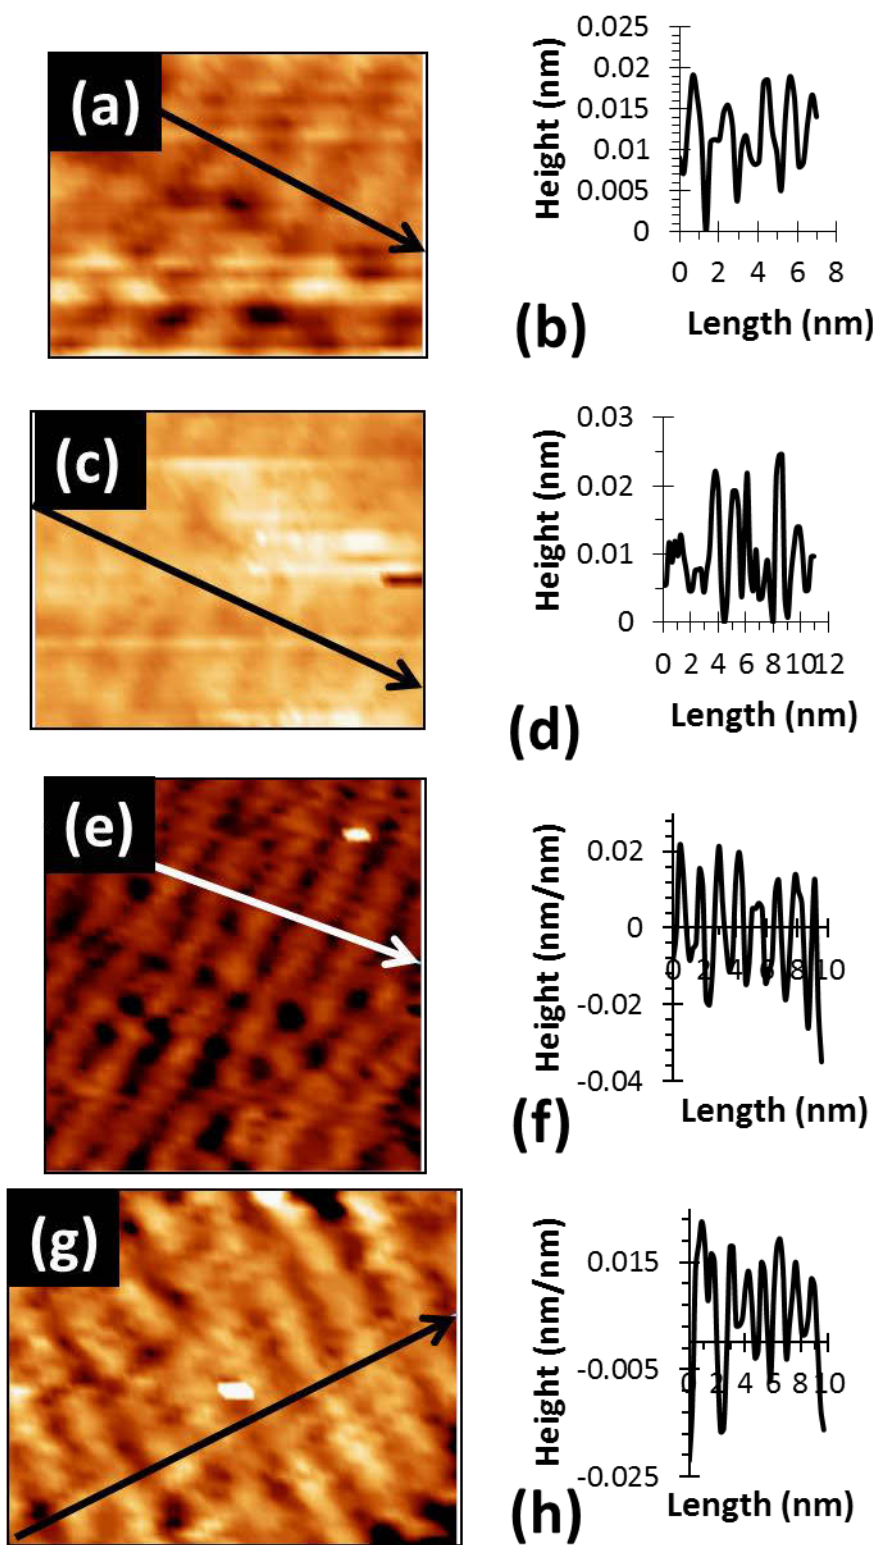 (a)
Height (nm)
0.025
0.02
0.015
0.01
0.005
0
0 2 4 6 8
Length (nm)
(b)
(c)
Height (nm)
0.03
0.02
0.01
0
0 2 4 6 8 10 12
Length (nm)
(d)
(e)
Height (nm/nm)
0.02
0
-0.02
-0.04
0 2 4 6 8 10
Length (nm)
(f)
(g)
Height (nm/nm)
0.015
-0.005
-0.025
0 2 4 6 8 10
Length (nm)
(h)